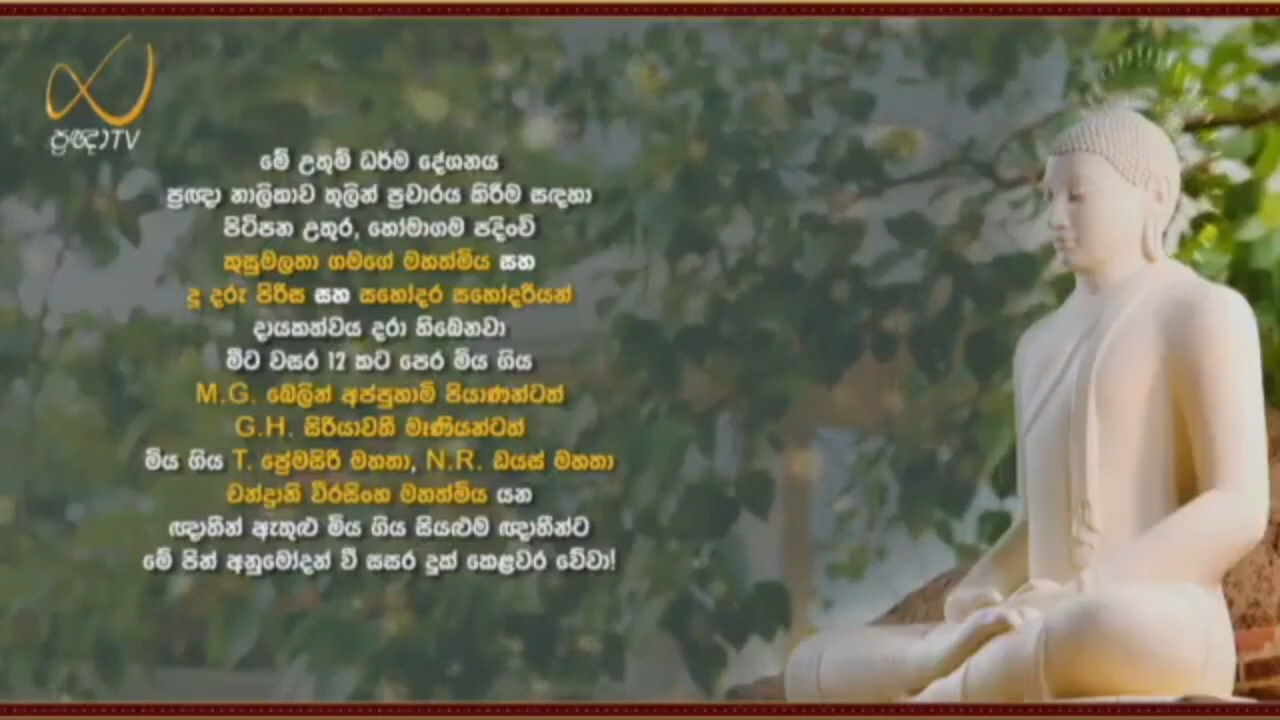 ප්‍රඥාTV
මේ උතුම් ධර්ම දේශනය
ප්‍රඥා නාලිකාව තුලින් ප්‍රචාරය කිරීම සඳහා
පිටිපන උතුර, හෝමාගම පදිංචි
කුසුමලතා ගමගේ මහත්මිය සහ
දූ දරු පිරිස සහ සහෝදර සහෝදරියන්
දායකත්වය දරා තිබෙනවා
මීට වසර 12 කට පෙර මිය ගිය
M.G. බෙලින් අප්පුහාමි පියාණන්ටත්
G.H. සිරියාවතී මෑණියන්ටත්
මිය ගිය T. ප්‍රේමසිරි මහතා, N.R. ඩයස් මහතා
චන්ද්‍රානි වීරසිංහ මහත්මිය යන
ඥාතීන් ඇතුළු මිය ගිය සියළුම ඥාතීන්ට
මේ පින් අනුමෝදන් වී සසර දුක් කෙළවර වේවා!